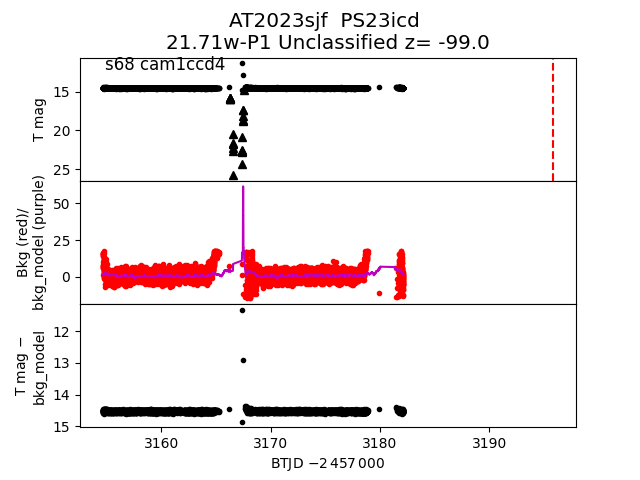 AT2023sjf  PS23icd
21.71w-P1 Unclassified z= -99.0
s68 cam1ccd4
T mag
15
20
25
Bkg (red)/
bkg_model (purple)
50
25
0
T mag −
bkg_model
12
13
14
15
3160
3170
3180
3190
BTJD −2 457 000